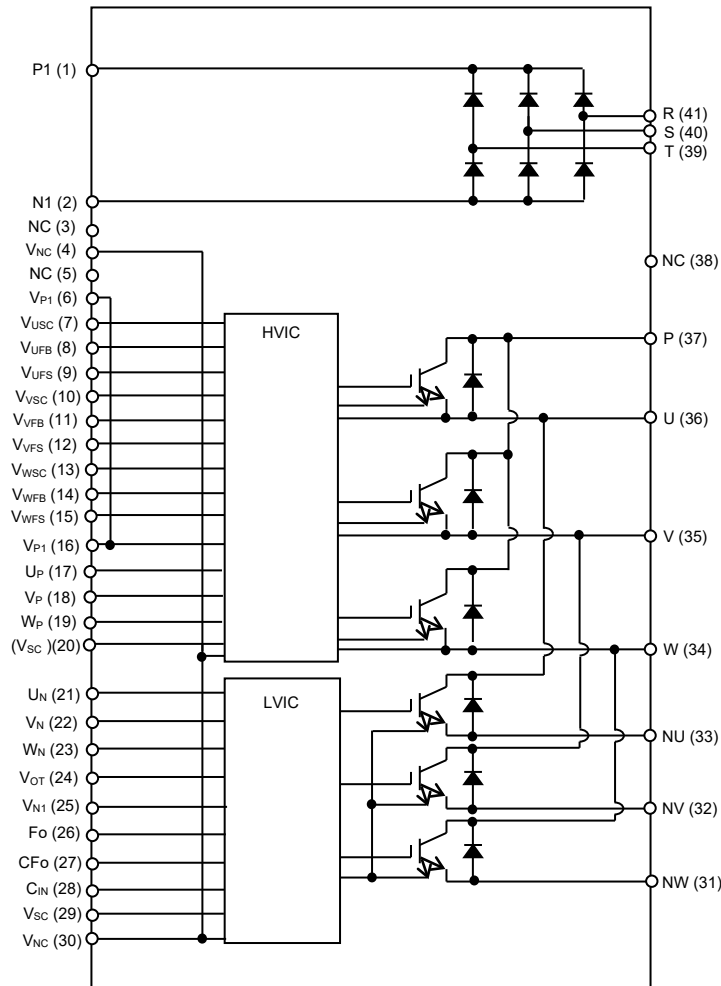 P1 (1)
N1 (2)
NC (3)
VNC (4)
NC (5)
VP1 (6)
VUSC (7)
VUFB (8)
VUFS (9)
VVSC (10)
VVFB (11)
VVFS (12)
VWSC (13)
VWFB (14)
VWFS (15)
VP1 (16)
UP (17)
VP (18)
WP (19)
(VSC )(20)
UN (21)
VN (22)
WN (23)
VOT (24)
VN1 (25)
Fo (26)
CFo (27)
CIN (28)
VSC (29)
VNC (30)
HVIC
LVIC
R (41)
S (40)
T (39)
NC (38)
P (37)
U (36)
V (35)
W (34)
NU (33)
NV (32)
NW (31)